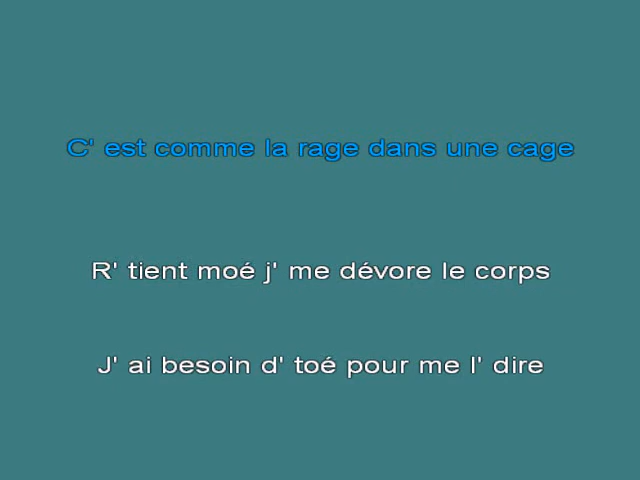 C' est comme la rage dans une cage
R' tient moé j' me dévore le corps
J' ai besoin d' toé pour me l' dire